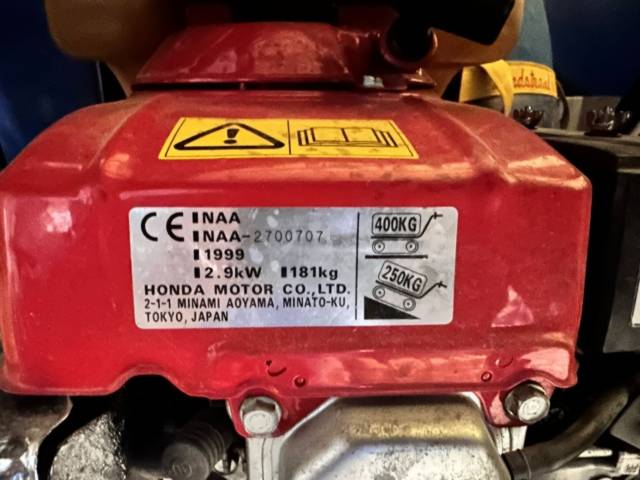 CE NAA
NAA-2700707
1999
2.9kW 181kg
HONDA MOTOR CO.,LTD.
2-1-1 MINAMI AOYAMA, MINATO-KU,
TOKYO, JAPAN
400KG
250KG